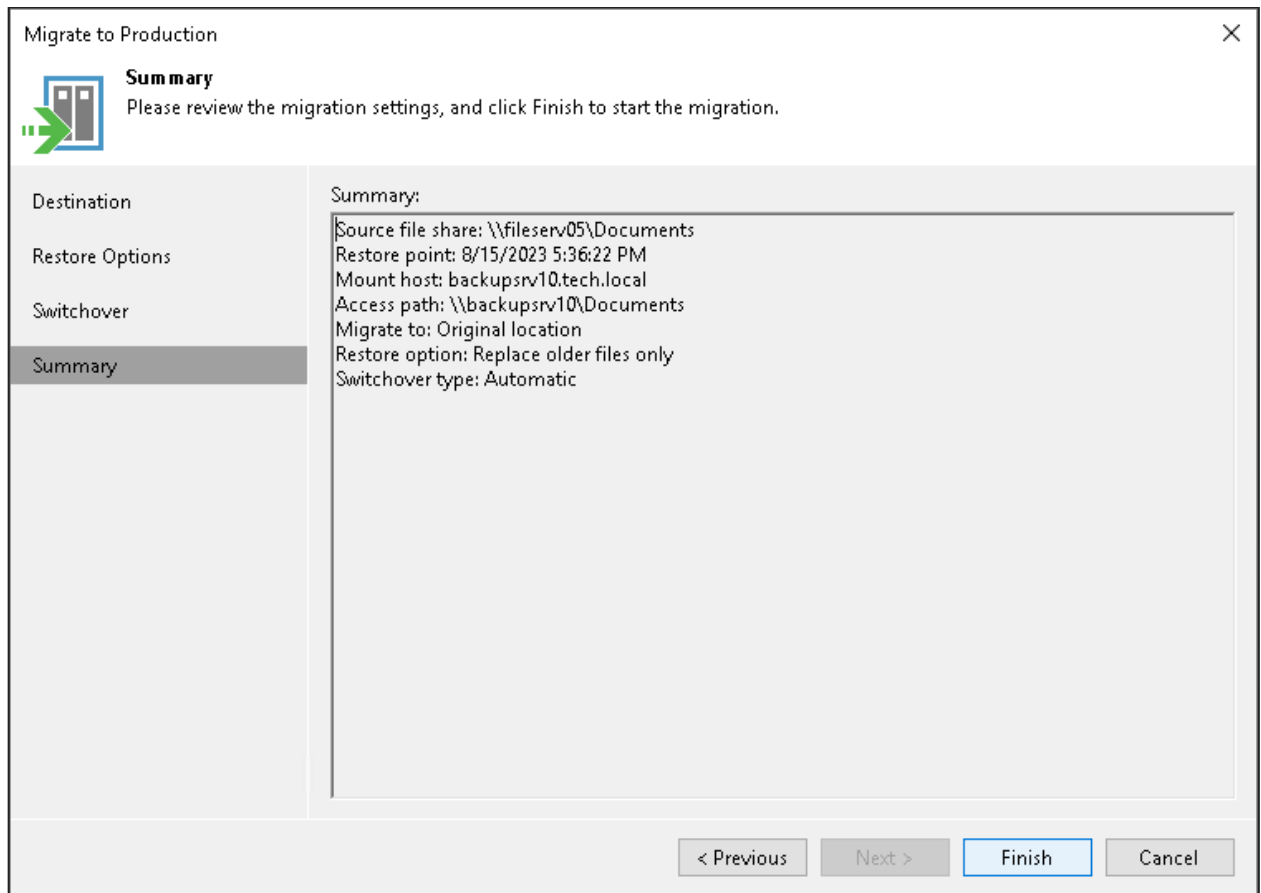 Migrate to Production
Summary
Please review the migration settings, and click Finish to start the migration.
Destination
Restore Options
Switchover
Summary
Summary:
Source file share: \\fileserv05\Documents
Restore point: 8/15/2023 5:36:22 PM
Mount host: backupsrv10.tech.local
Access path: \\backupsrv10\Documents
Migrate to: Original location
Restore option: Replace older files only
Switchover type: Automatic
< Previous
Next >
Finish
Cancel